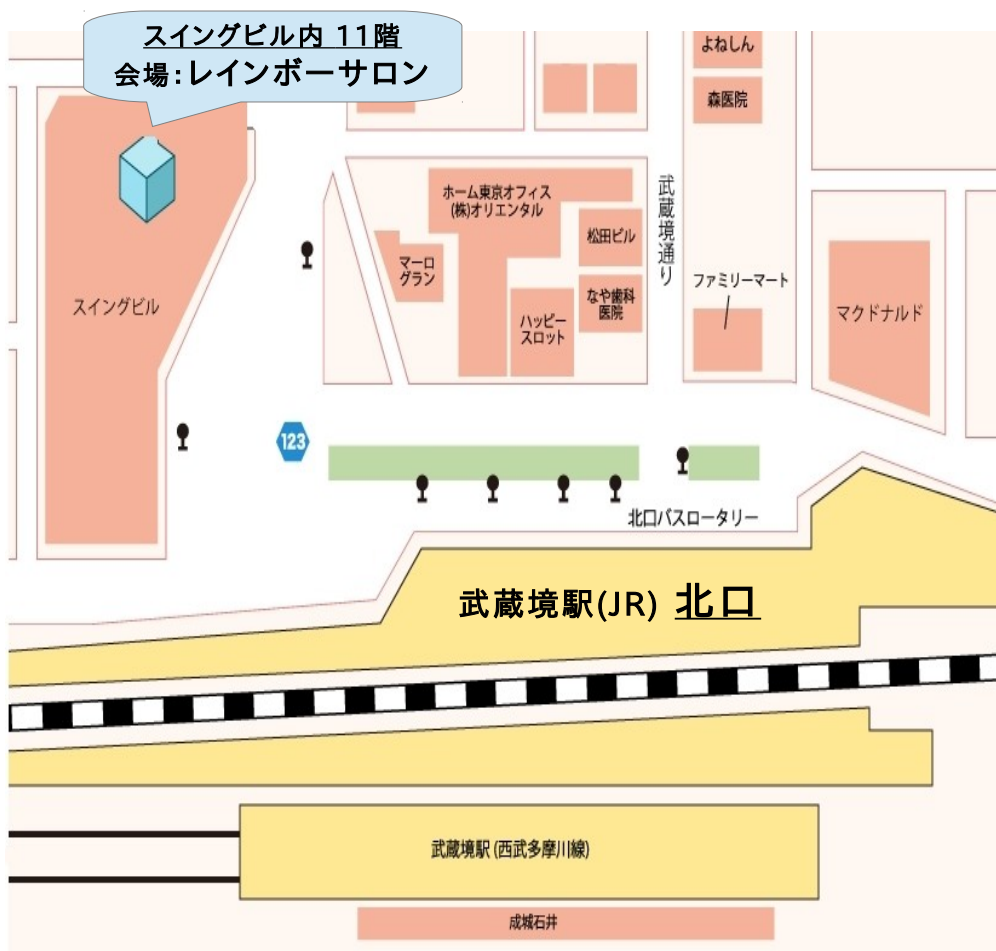 スイングビル内 11階
会場:レインボーサロン
よねしん
森医院
ホーム東京オフィス
(株)オリエンタル
松田ビル
武蔵境通り
マーロ
グラン
なや歯科
医院
ファミリーマート
スイングビル
ハッピー
スロット
マクドナルド
123
北口バスロータリー
武蔵境駅(JR) 北口
武蔵境駅(西武多摩川線)
成城石井